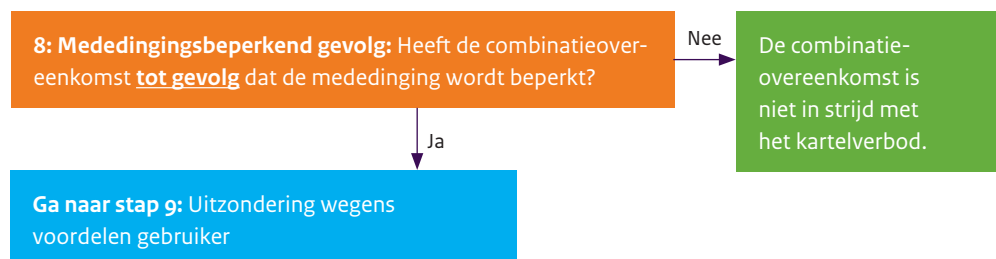 8: Mededingingsbeperkend gevolg: Heeft de combinatieover-
eenkomst tot gevolg dat de mededinging wordt beperkt?
Nee
De combinatie-
overeenkomst is
niet in strijd met
het kartelverbod.
Ja
Ga naar stap 9: Uitzondering wegens
voordelen gebruiker